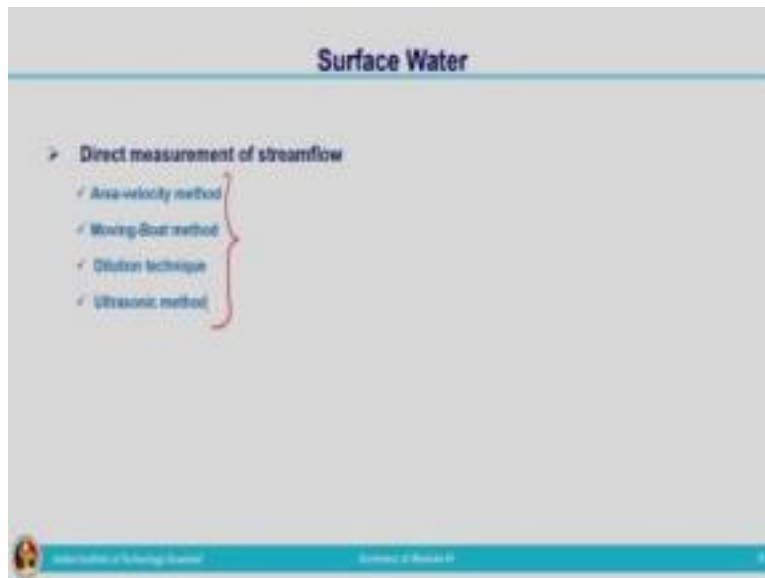 Surface Water
Direct measurement of streamflow
Area-velocity method
Moving-Boat method
Dilution technique
Ultrasonic method